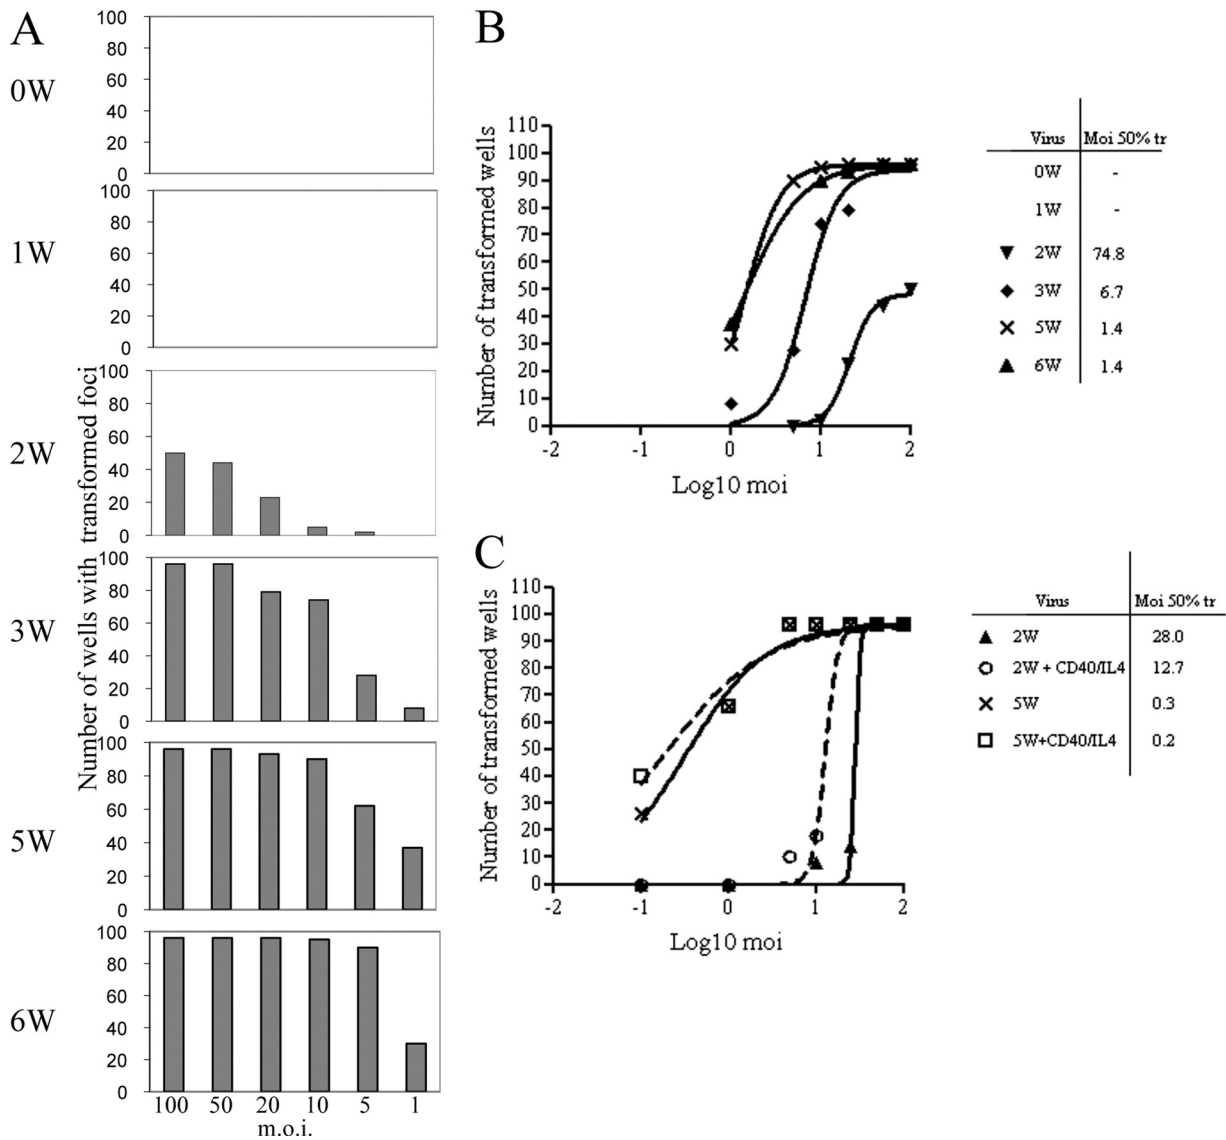 A
Number of wells with transformed foci
0W
100
80
60
40
20
0
1W
100
80
60
40
20
0
2W
100
80
60
40
20
0
3W
100
80
60
40
20
0
5W
100
80
60
40
20
0
6W
100
80
60
40
20
0
100 50 20 10 5 1
m.o.i.
B
Number of transformed wells
110
100
90
80
70
60
50
40
30
20
10
0
-2 -1 0 1 2
Log10 moi
Virus Moi 50% tr
0W -
1W -
2W 74.8
3W 6.7
5W 1.4
6W 1.4
C
Number of transformed wells
110
100
90
80
70
60
50
40
30
20
10
0
-2 -1 0 1 2
Log10 moi
Virus Moi 50% tr
2W 28.0
2W + CD40/IL4 12.7
5W 0.3
5W+CD40/IL4 0.2